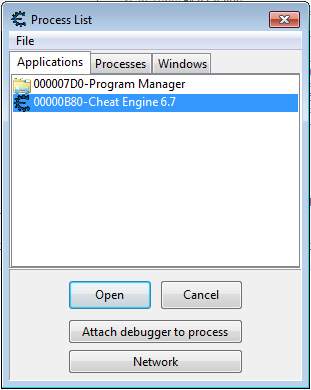 Process List
File
Applications Processes Windows
000007D0-Program Manager
00000B80-Cheat Engine 6.7
Open Cancel
Attach debugger to process
Network